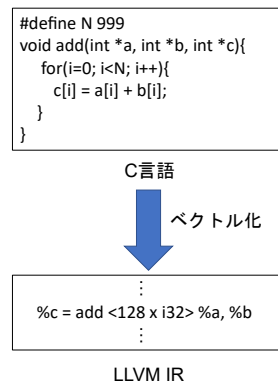 #define N 999
void add(int *a, int *b, int *c){
for(i=0; i<N; i++){
c[i] = a[i] + b[i];
}
}
C言語
ベクトル化
⋮
%c = add <128 x i32> %a, %b
⋮
LLVM IR